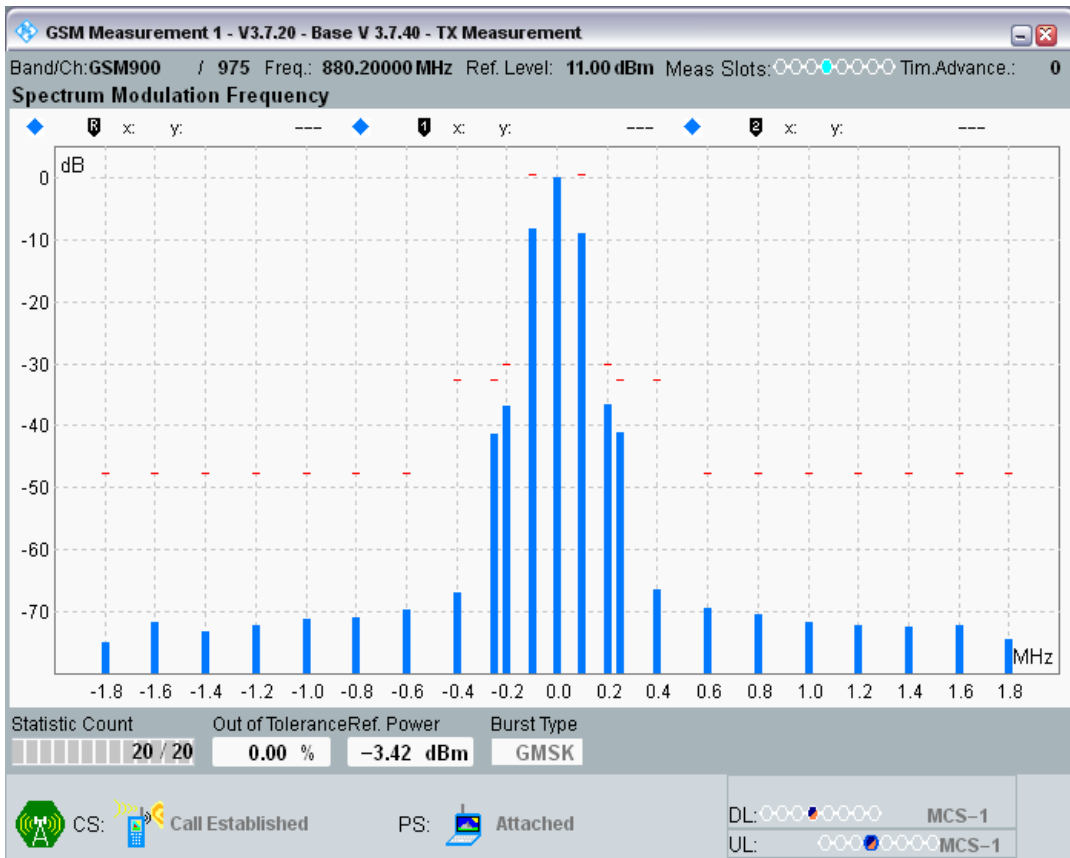 GSM Measurement 1 - V3.7.20 - Base V 3.7.40 - TX Measurement
Band/Ch:GSM900 / 975 Freq.: 880.20000 MHz Ref. Level: 11.00 dBm Meas Slots: Tim.Advance.: 0
Spectrum Modulation Frequency
R x: y: --- 1 x: y: --- 2 x: y: ---
dB
0
-10
-20
-30
-40
-50
-60
-70
MHz
-1.8 -1.6 -1.4 -1.2 -1.0 -0.8 -0.6 -0.4 -0.2 0.0 0.2 0.4 0.6 0.8 1.0 1.2 1.4 1.6 1.8
Statistic Count Out of Tolerance Ref. Power Burst Type
20 / 20 0.00 % −3.42 dBm GMSK
CS: Call Established PS: Attached
DL: MCS−1
UL: MCS−1